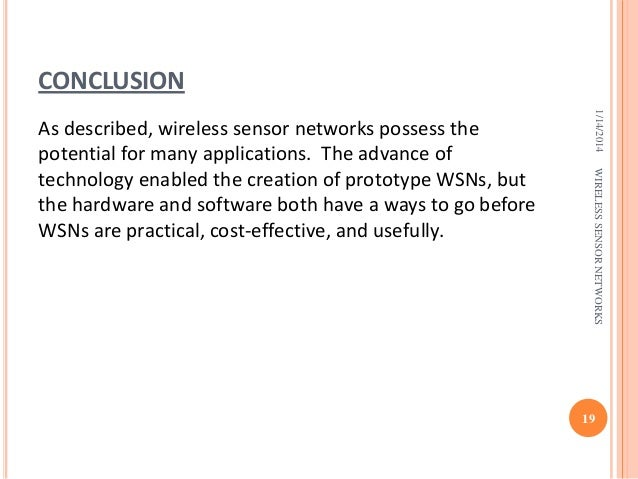 CONCLUSION
As described, wireless sensor networks possess the
potential for many applications.  The advance of
technology enabled the creation of prototype WSNs, but
the hardware and software both have a ways to go before
WSNs are practical, cost-effective, and usefully.
1/14/2014
WIRELESS SENSOR NETWORKS
19